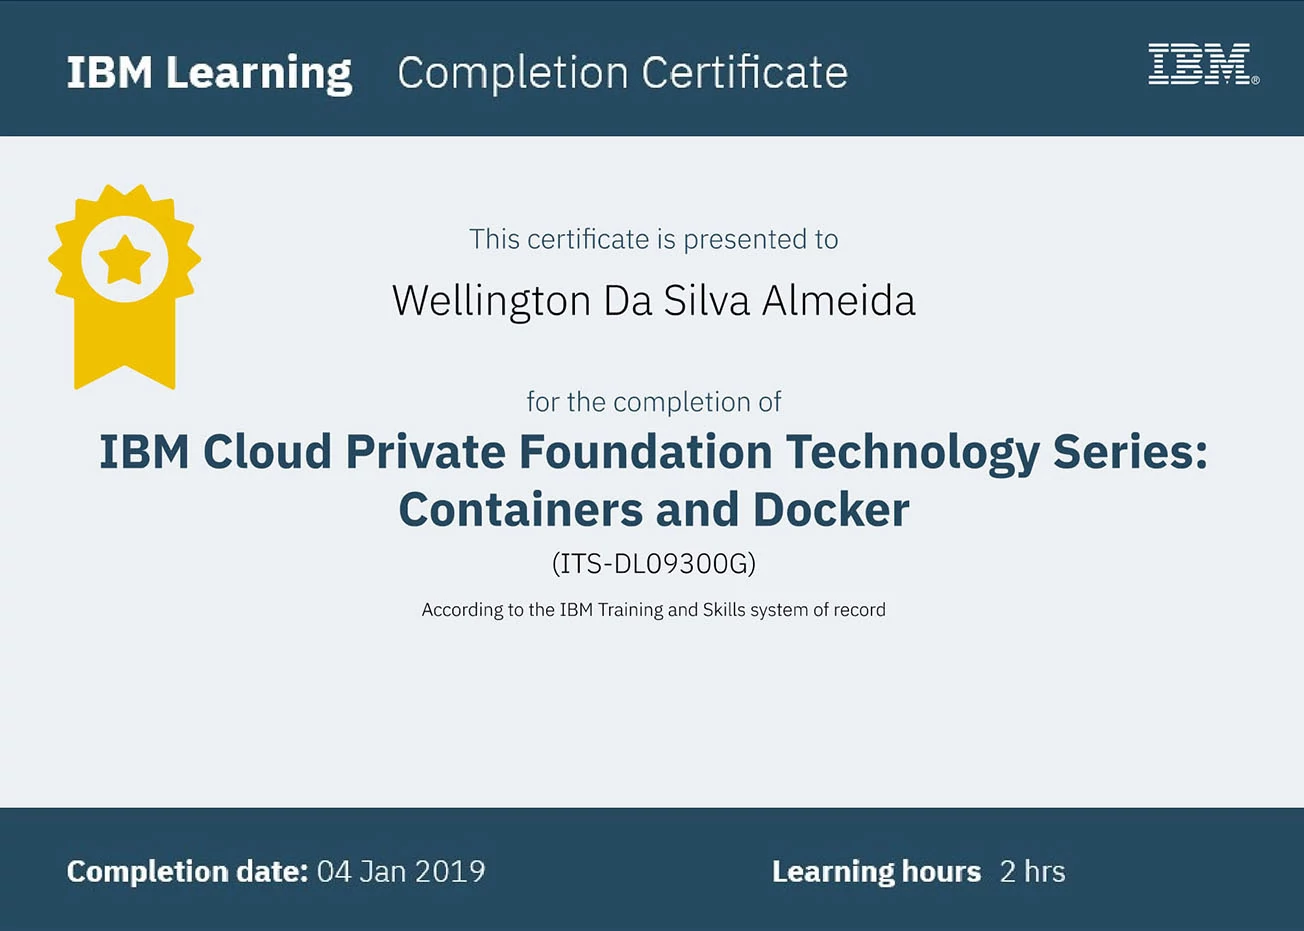 IBM Learning Completion Certificate IBM®
This certificate is presented to
Wellington Da Silva Almeida
for the completion of
IBM Cloud Private Foundation Technology Series:
Containers and Docker
(ITS-DL09300G)
According to the IBM Training and Skills system of record
Completion date: 04 Jan 2019 Learning hours 2 hrs